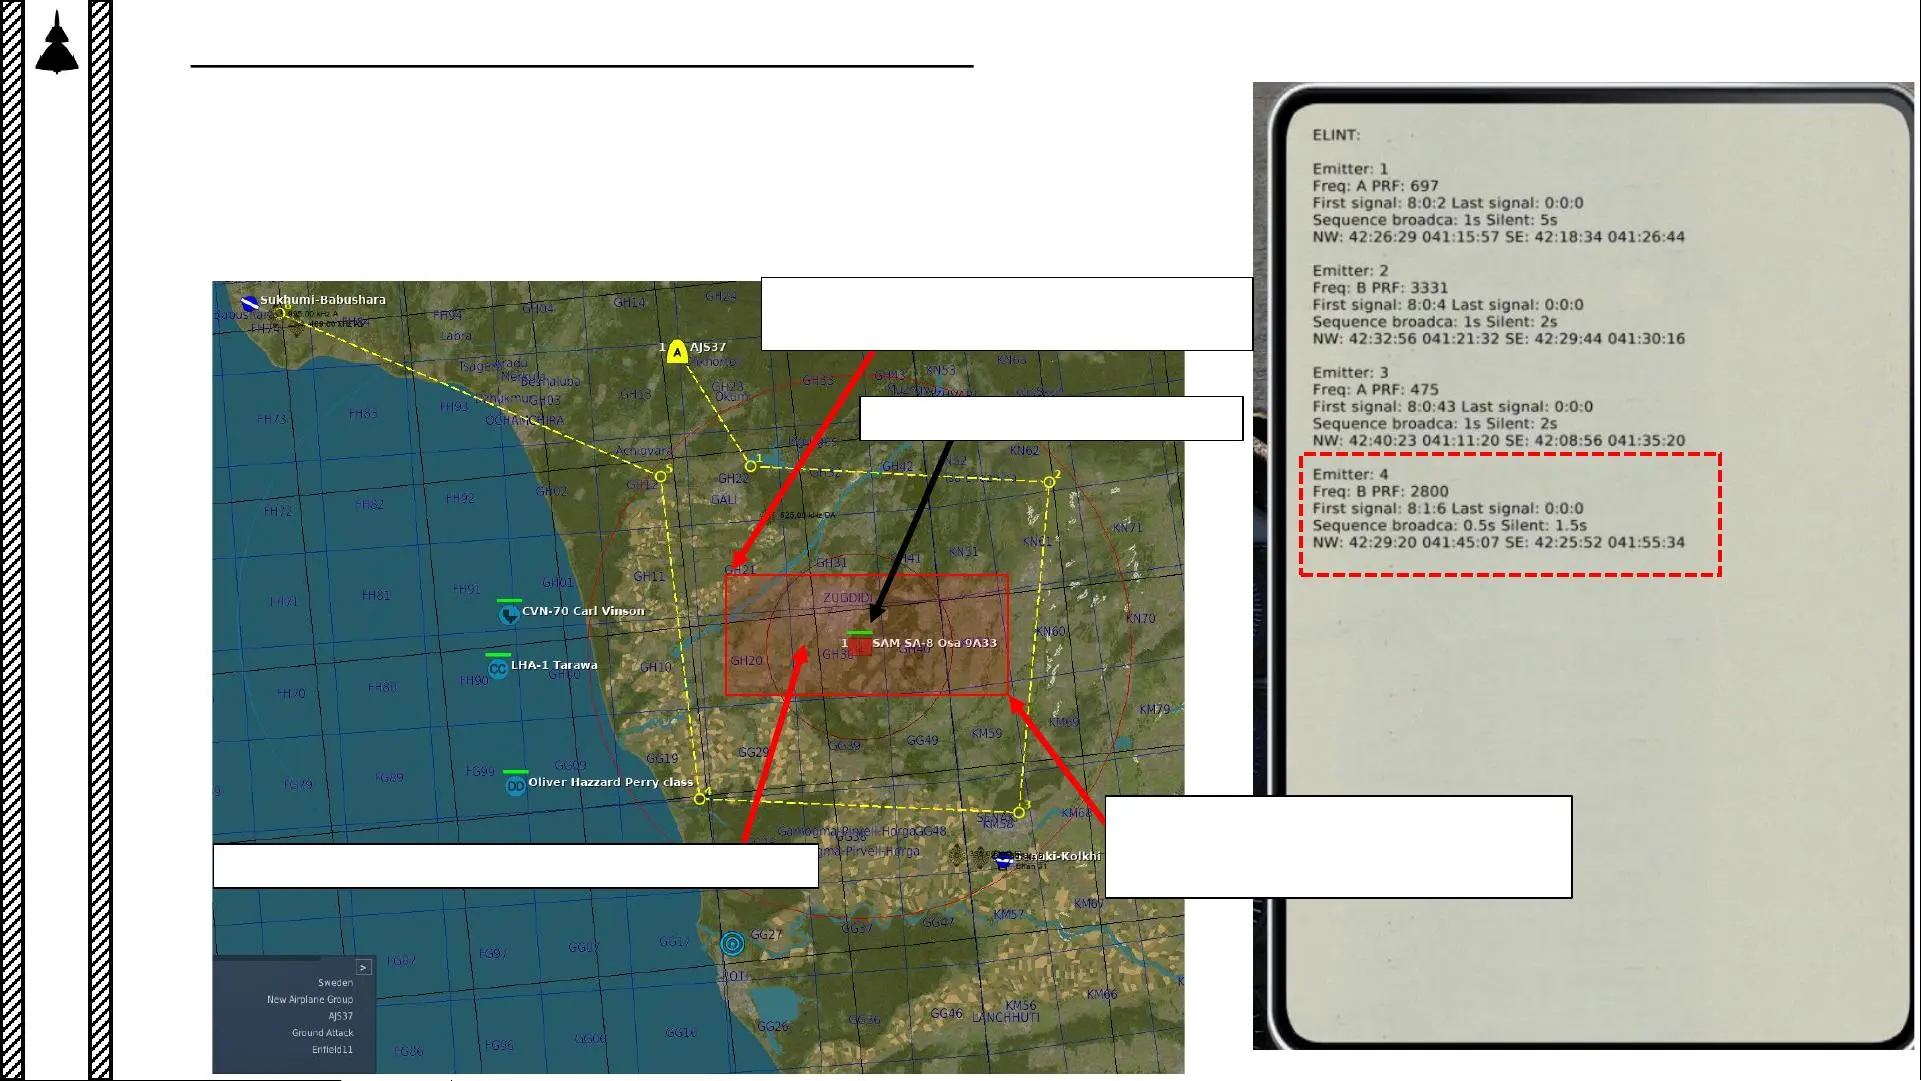 Sukhumi-Babushara
GH14
GH24
GH04
FH94
Labra
1 A AJS37
GH23
Okum
GH33
GH43
KN53
KN63
GH13
GH03
FH73
FH83
FH93
OCHAMCHIRA
Achigvara
5
1
2
GH12
GH22
GALI
GH42
KN62
FH72
FH82
FH92
GH02
KN71
KN61
KN51
GH21
GH31
GH11
FH71
FH81
FH91
GH01
ZUGDIDI
CVN-70 Carl Vinson
KN70
KN60
1 SAM SA-8 Osa 9A33
LHA-1 Tarawa
GH10
GH20
FH70
FH80
FH90
KM79
KM69
KM59
GG49
GG39
GG29
GG19
GG09
FG99
FG89
FG79
Oliver Hazzard Perry class
4
3
KM68
KM58
GG48
Gamogma-Pirveli-Horga
KM67
KM57
GG47
GG37
GG27
GG17
GG07
FG97
FG87
KM66
KM56
LANCHHUTI
GG46
GG36
GG26
GG16
GG06
FG96
FG86
>
Sweden
New Airplane Group
AJS37
Ground Attack
Enfield11
ELINT:
Emitter: 1
Freq: A PRF: 697
First signal: 8:0:2 Last signal: 0:0:0
Sequence broadca: 1s Silent: 5s
NW: 42:26:29 041:15:57 SE: 42:18:34 041:26:44
Emitter: 2
Freq: B PRF: 3331
First signal: 8:0:4 Last signal: 0:0:0
Sequence broadca: 1s Silent: 2s
NW: 42:32:56 041:21:32 SE: 42:29:44 041:30:16
Emitter: 3
Freq: A PRF: 475
First signal: 8:0:43 Last signal: 0:0:0
Sequence broadca: 1s Silent: 2s
NW: 42:40:23 041:11:20 SE: 42:08:56 041:35:20
Emitter: 4
Freq: B PRF: 2800
First signal: 8:1:6 Last signal: 0:0:0
Sequence broadca: 0.5s Silent: 1.5s
NW: 42:29:20 041:45:07 SE: 42:25:52 041:55:34